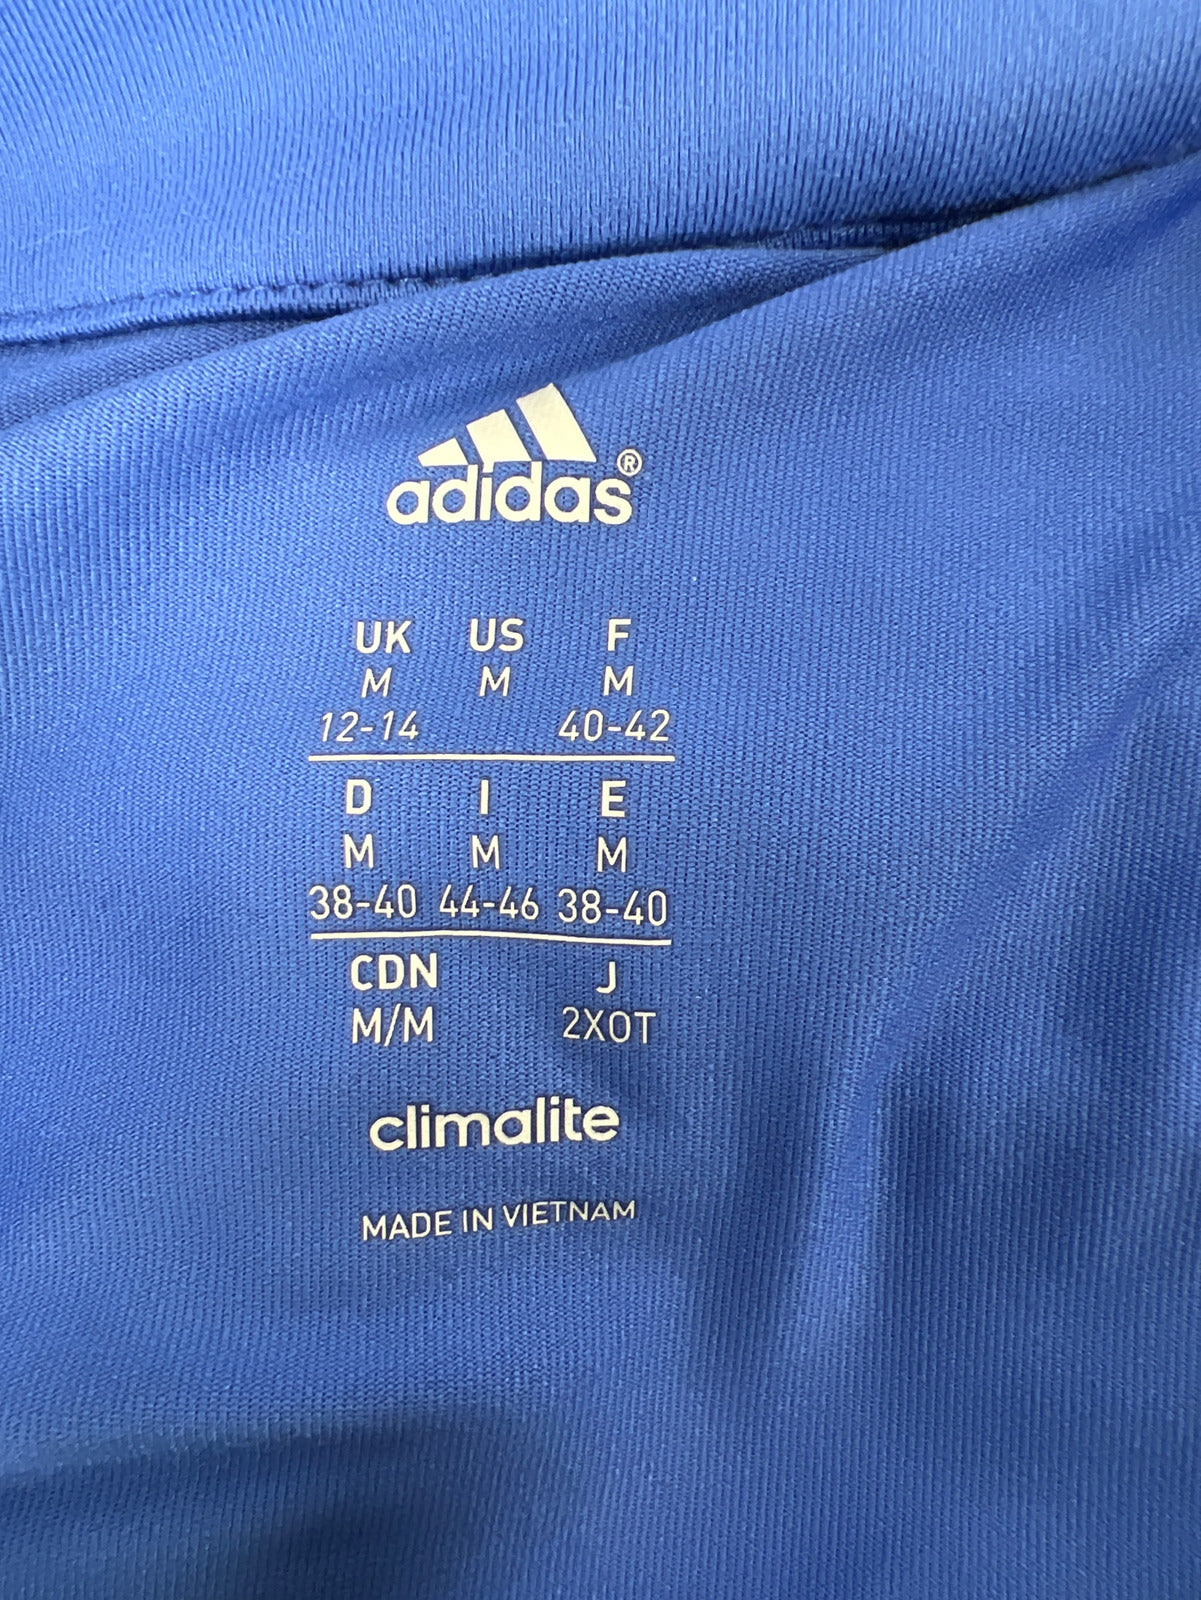 adidas®
UK US F
M M M
12-14 40-42
D I E
M M M
38-40 44-46 38-40
CDN J
M/M 2XOT
climalite
MADE IN VIETNAM